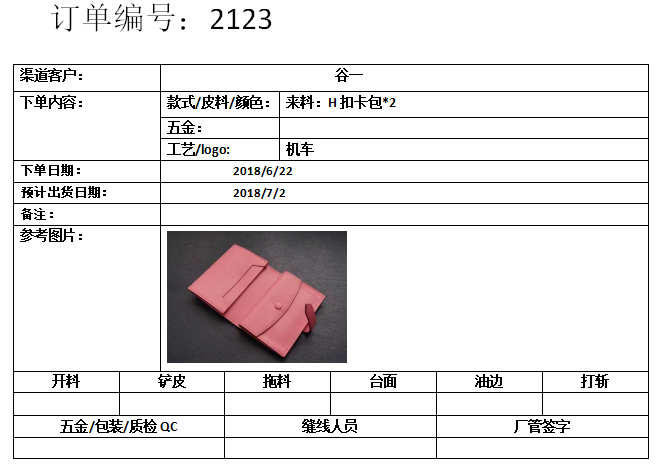 订单编号：2123
渠道客户： 谷一
下单内容： 款式/皮料/颜色： 来料：H 扣卡包*2
五金：
工艺/logo: 机车
下单日期： 2018/6/22
预计出货日期： 2018/7/2
备注：
参考图片：
开料 铲皮 拖料 台面 油边 打斩
五金/包装/质检 QC 缝线人员 厂管签字